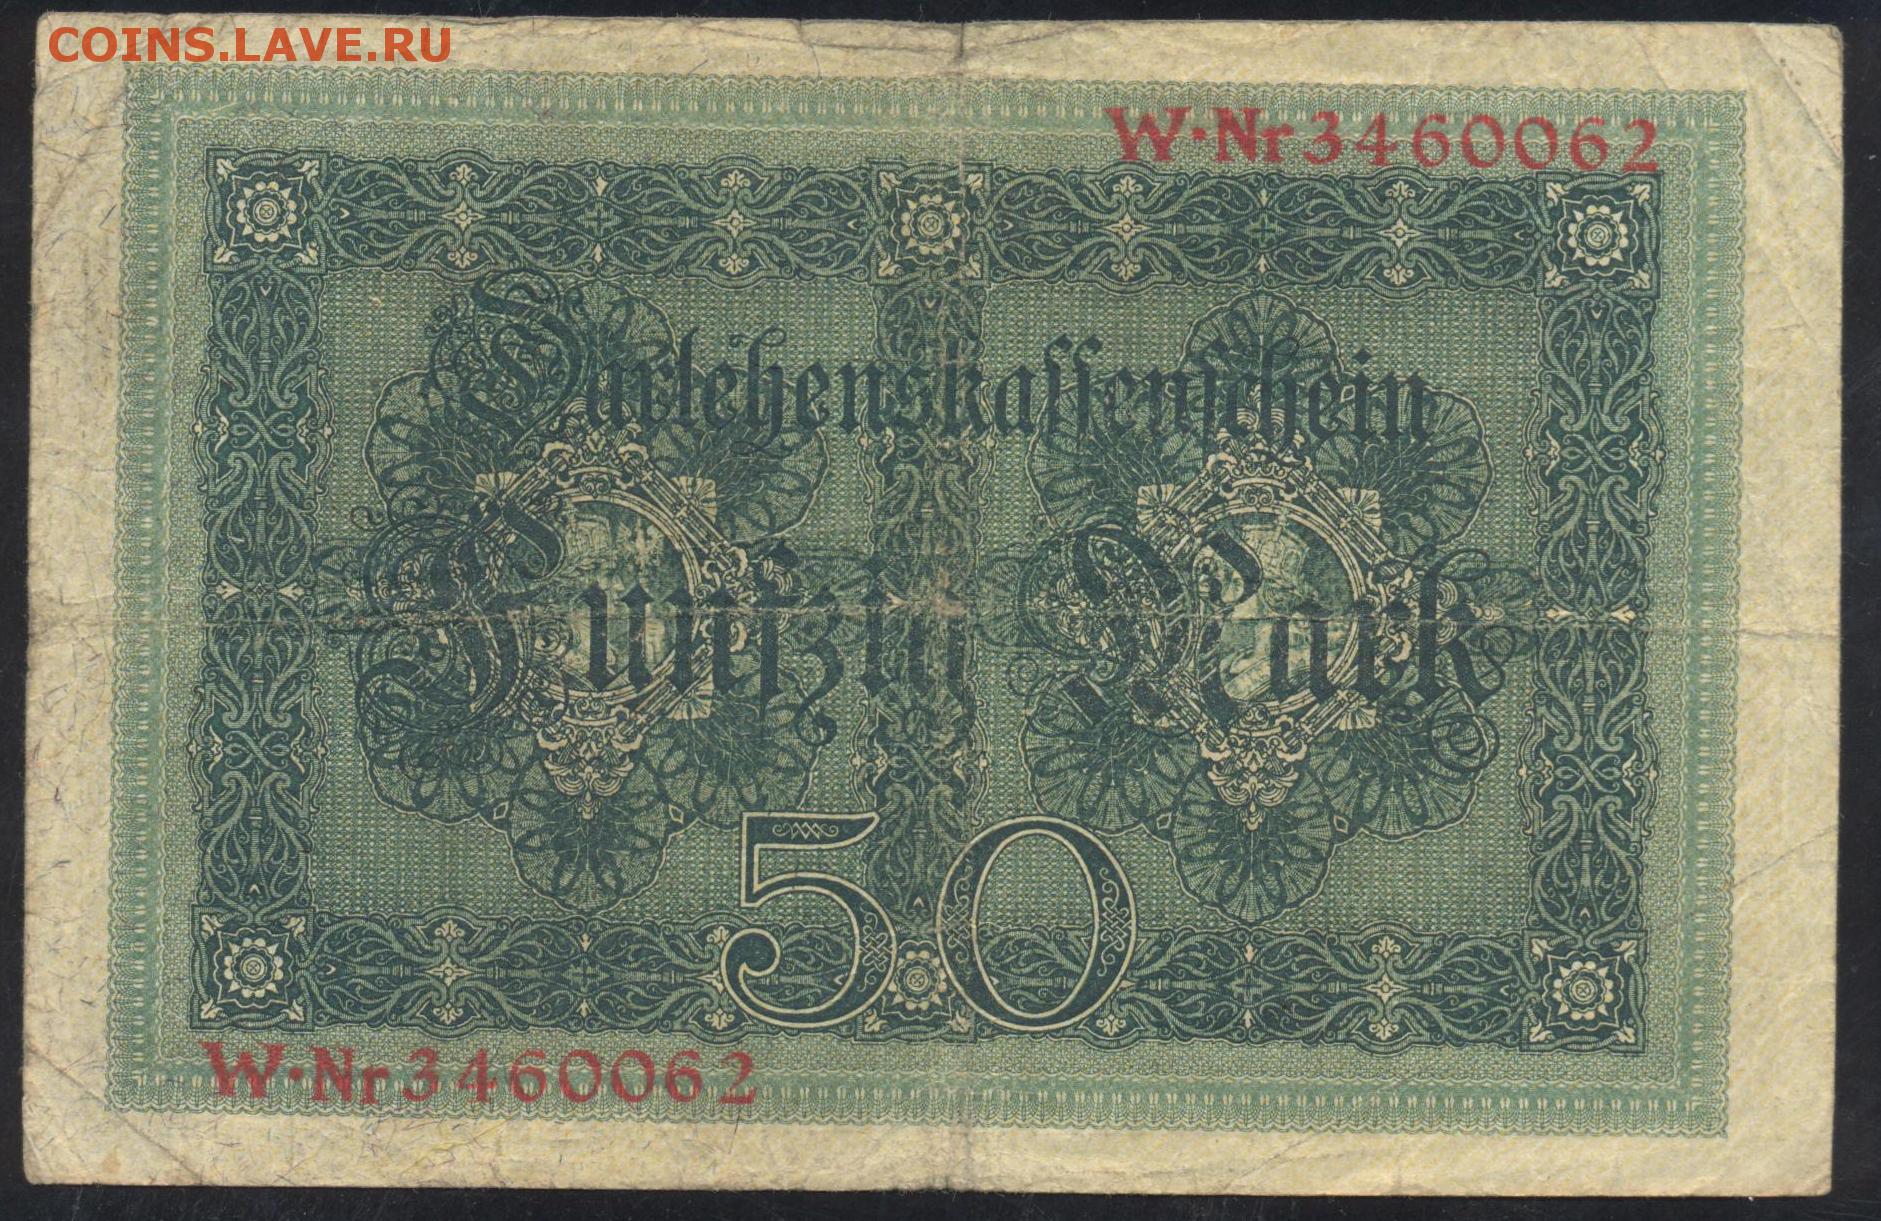 COINS.LAVE.RU
W·Nr 3460062
Darlehenskassenschein
Fünfzig Mark
50
W·Nr 3460062